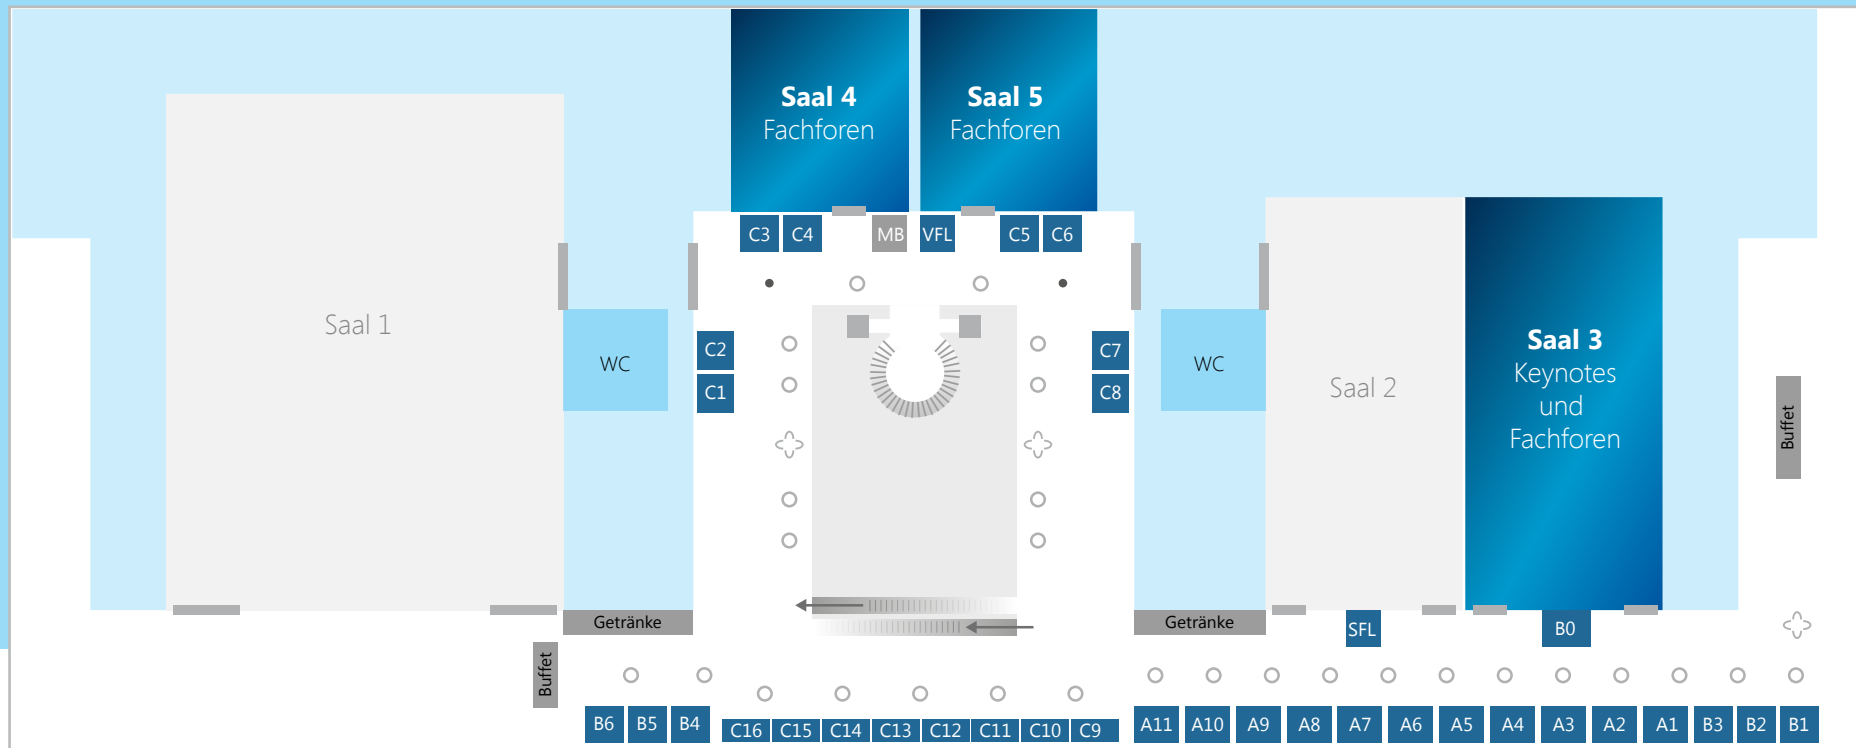 Saal 4
Fachforen
Saal 5
Fachforen
C3
C4
MB
VFL
C5
C6
Saal 1
WC
C2
C1
C7
C8
WC
Saal 2
Saal 3
Keynotes
und
Fachforen
Buffet
Getränke
Getränke
SFL
B0
Buffet
B6
B5
B4
C16
C15
C14
C13
C12
C11
C10
C9
A11
A10
A9
A8
A7
A6
A5
A4
A3
A2
A1
B3
B2
B1